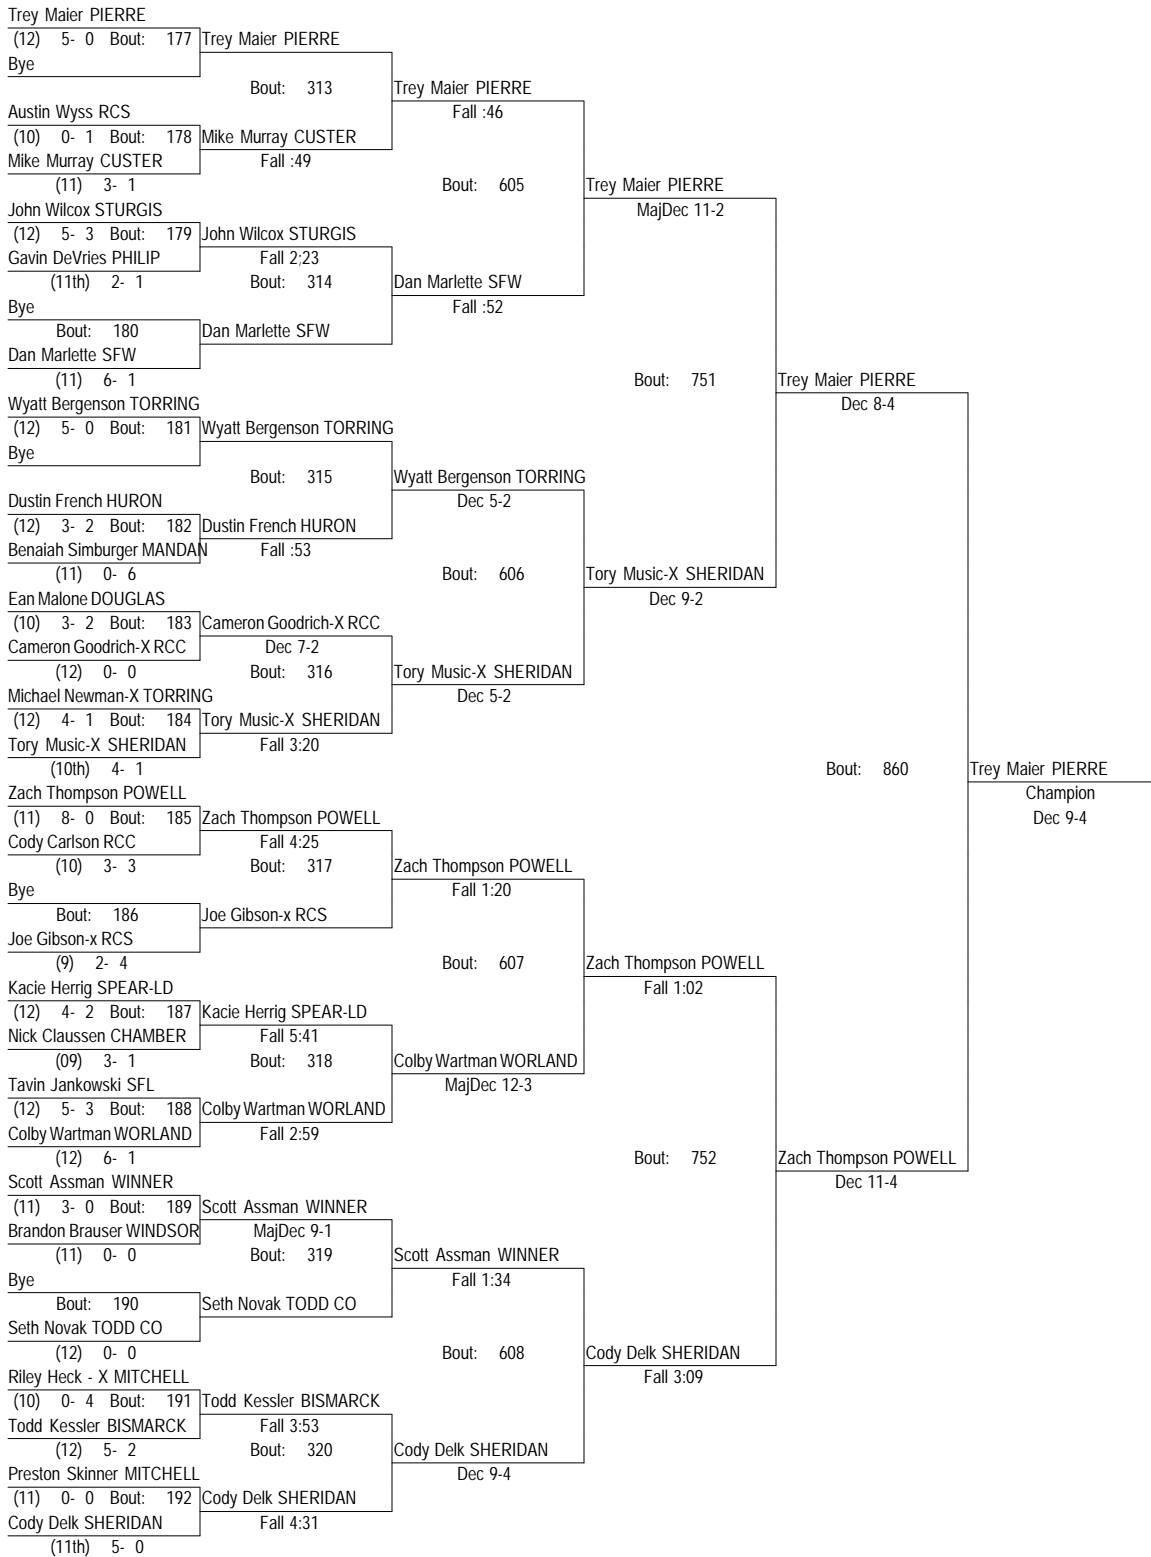 Trey Maier PIERRE
(12) 5- 0 Bout: 177 Trey Maier PIERRE
Bye
Bout: 313 Trey Maier PIERRE
Austin Wyss RCS Fall :46
(10) 0- 1 Bout: 178 Mike Murray CUSTER
Mike Murray CUSTER Fall :49
(11) 3- 1 Bout: 605 Trey Maier PIERRE
John Wilcox STURGIS MajDec 11-2
(12) 5- 3 Bout: 179 John Wilcox STURGIS
Gavin DeVries PHILIP Fall 2;23
(11th) 2- 1 Bout: 314 Dan Marlette SFW
Bye Fall :52
Bout: 180 Dan Marlette SFW
Dan Marlette SFW
(11) 6- 1 Bout: 751 Trey Maier PIERRE
Wyatt Bergenson TORRING Dec 8-4
(12) 5- 0 Bout: 181 Wyatt Bergenson TORRING
Bye
Bout: 315 Wyatt Bergenson TORRING
Dustin French HURON Dec 5-2
(12) 3- 2 Bout: 182 Dustin French HURON
Benaiah Simburger MANDAN Fall :53
(11) 0- 6 Bout: 606 Tory Music-X SHERIDAN
Ean Malone DOUGLAS Dec 9-2
(10) 3- 2 Bout: 183 Cameron Goodrich-X RCC
Cameron Goodrich-X RCC Dec 7-2
(12) 0- 0 Bout: 316 Tory Music-X SHERIDAN
Michael Newman-X TORRING Dec 5-2
(12) 4- 1 Bout: 184 Tory Music-X SHERIDAN
Tory Music-X SHERIDAN Fall 3:20
(10th) 4- 1 Bout: 860 Trey Maier PIERRE
Zach Thompson POWELL Champion
(11) 8- 0 Bout: 185 Zach Thompson POWELL Dec 9-4
Cody Carlson RCC Fall 4:25
(10) 3- 3 Bout: 317 Zach Thompson POWELL
Bye Fall 1:20
Bout: 186 Joe Gibson-x RCS
Joe Gibson-x RCS
(9) 2- 4 Bout: 607 Zach Thompson POWELL
Kacie Herrig SPEAR-LD Fall 1:02
(12) 4- 2 Bout: 187 Kacie Herrig SPEAR-LD
Nick Claussen CHAMBER Fall 5:41
(09) 3- 1 Bout: 318 Colby Wartman WORLAND
Tavin Jankowski SFL MajDec 12-3
(12) 5- 3 Bout: 188 Colby Wartman WORLAND
Colby Wartman WORLAND Fall 2:59
(12) 6- 1 Bout: 752 Zach Thompson POWELL
Scott Assman WINNER Dec 11-4
(11) 3- 0 Bout: 189 Scott Assman WINNER
Brandon Brauser WINDSOR MajDec 9-1
(11) 0- 0 Bout: 319 Scott Assman WINNER
Bye Fall 1:34
Bout: 190 Seth Novak TODD CO
Seth Novak TODD CO
(12) 0- 0 Bout: 608 Cody Delk SHERIDAN
Riley Heck - X MITCHELL Fall 3:09
(10) 0- 4 Bout: 191 Todd Kessler BISMARCK
Todd Kessler BISMARCK Fall 3:53
(12) 5- 2 Bout: 320 Cody Delk SHERIDAN
Preston Skinner MITCHELL Dec 9-4
(11) 0- 0 Bout: 192 Cody Delk SHERIDAN
Cody Delk SHERIDAN Fall 4:31
(11th) 5- 0